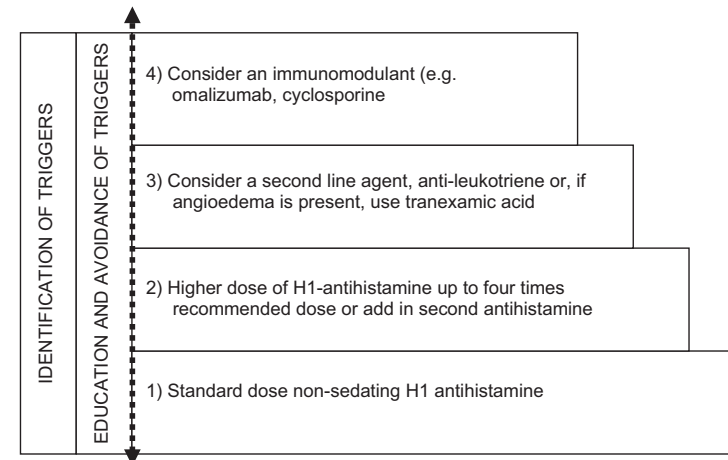 IDENTIFICATION OF TRIGGERS
EDUCATION AND AVOIDANCE OF TRIGGERS
4) Consider an immunomodulant (e.g.
omalizumab, cyclosporine
3) Consider a second line agent, anti-leukotriene or, if
angioedema is present, use tranexamic acid
2) Higher dose of H1-antihistamine up to four times
recommended dose or add in second antihistamine
1) Standard dose non-sedating H1 antihistamine